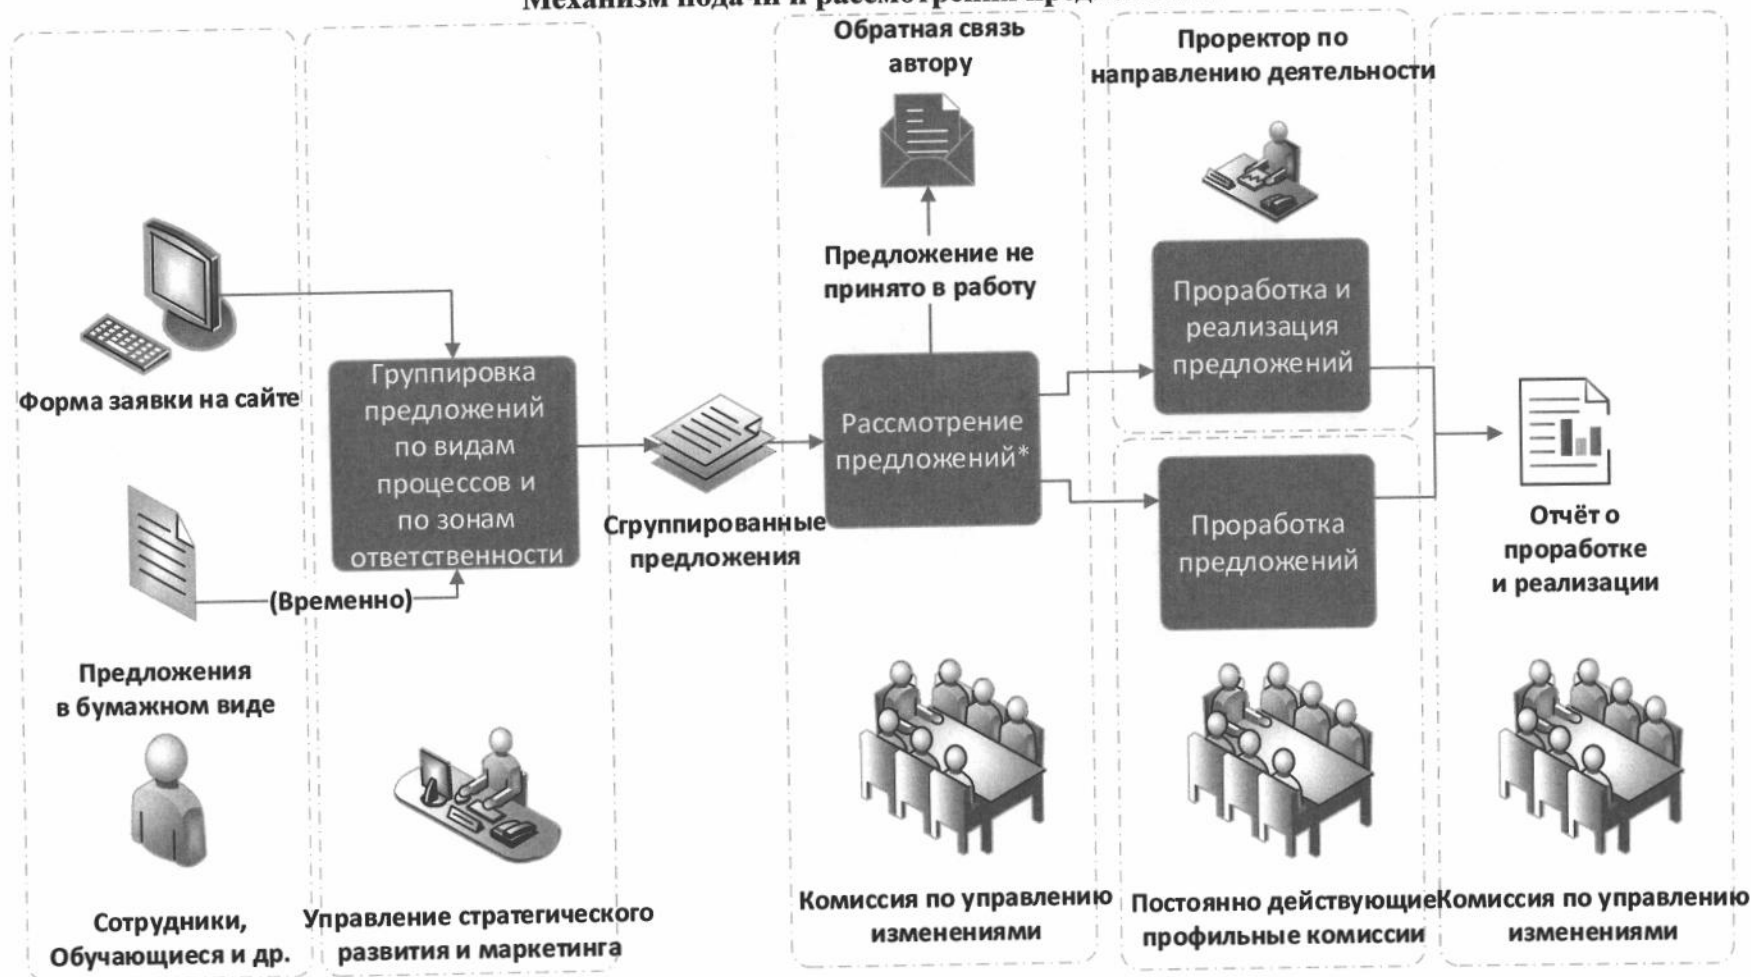 Механизм подачи и рассмотрения
Форма заявки на сайте
Предложения
в бумажном виде
Сотрудники,
Обучающиеся и др.
(Временно)
Группировка
предложений
по видам
процессов и
по зонам
ответственности
Управление стратегического
развития и маркетинга
Сгруппированные
предложения
Обратная связь
автору
Предложение не
принято в работу
Рассмотрение
предложений*
Комиссия по управлению
изменениями
Проректор по
направлению деятельности
Проработка и
реализация
предложений
Проработка
предложений
Постоянно действующие
профильные комиссии
Отчёт о
проработке
и реализации
Комиссия по управлению
изменениями